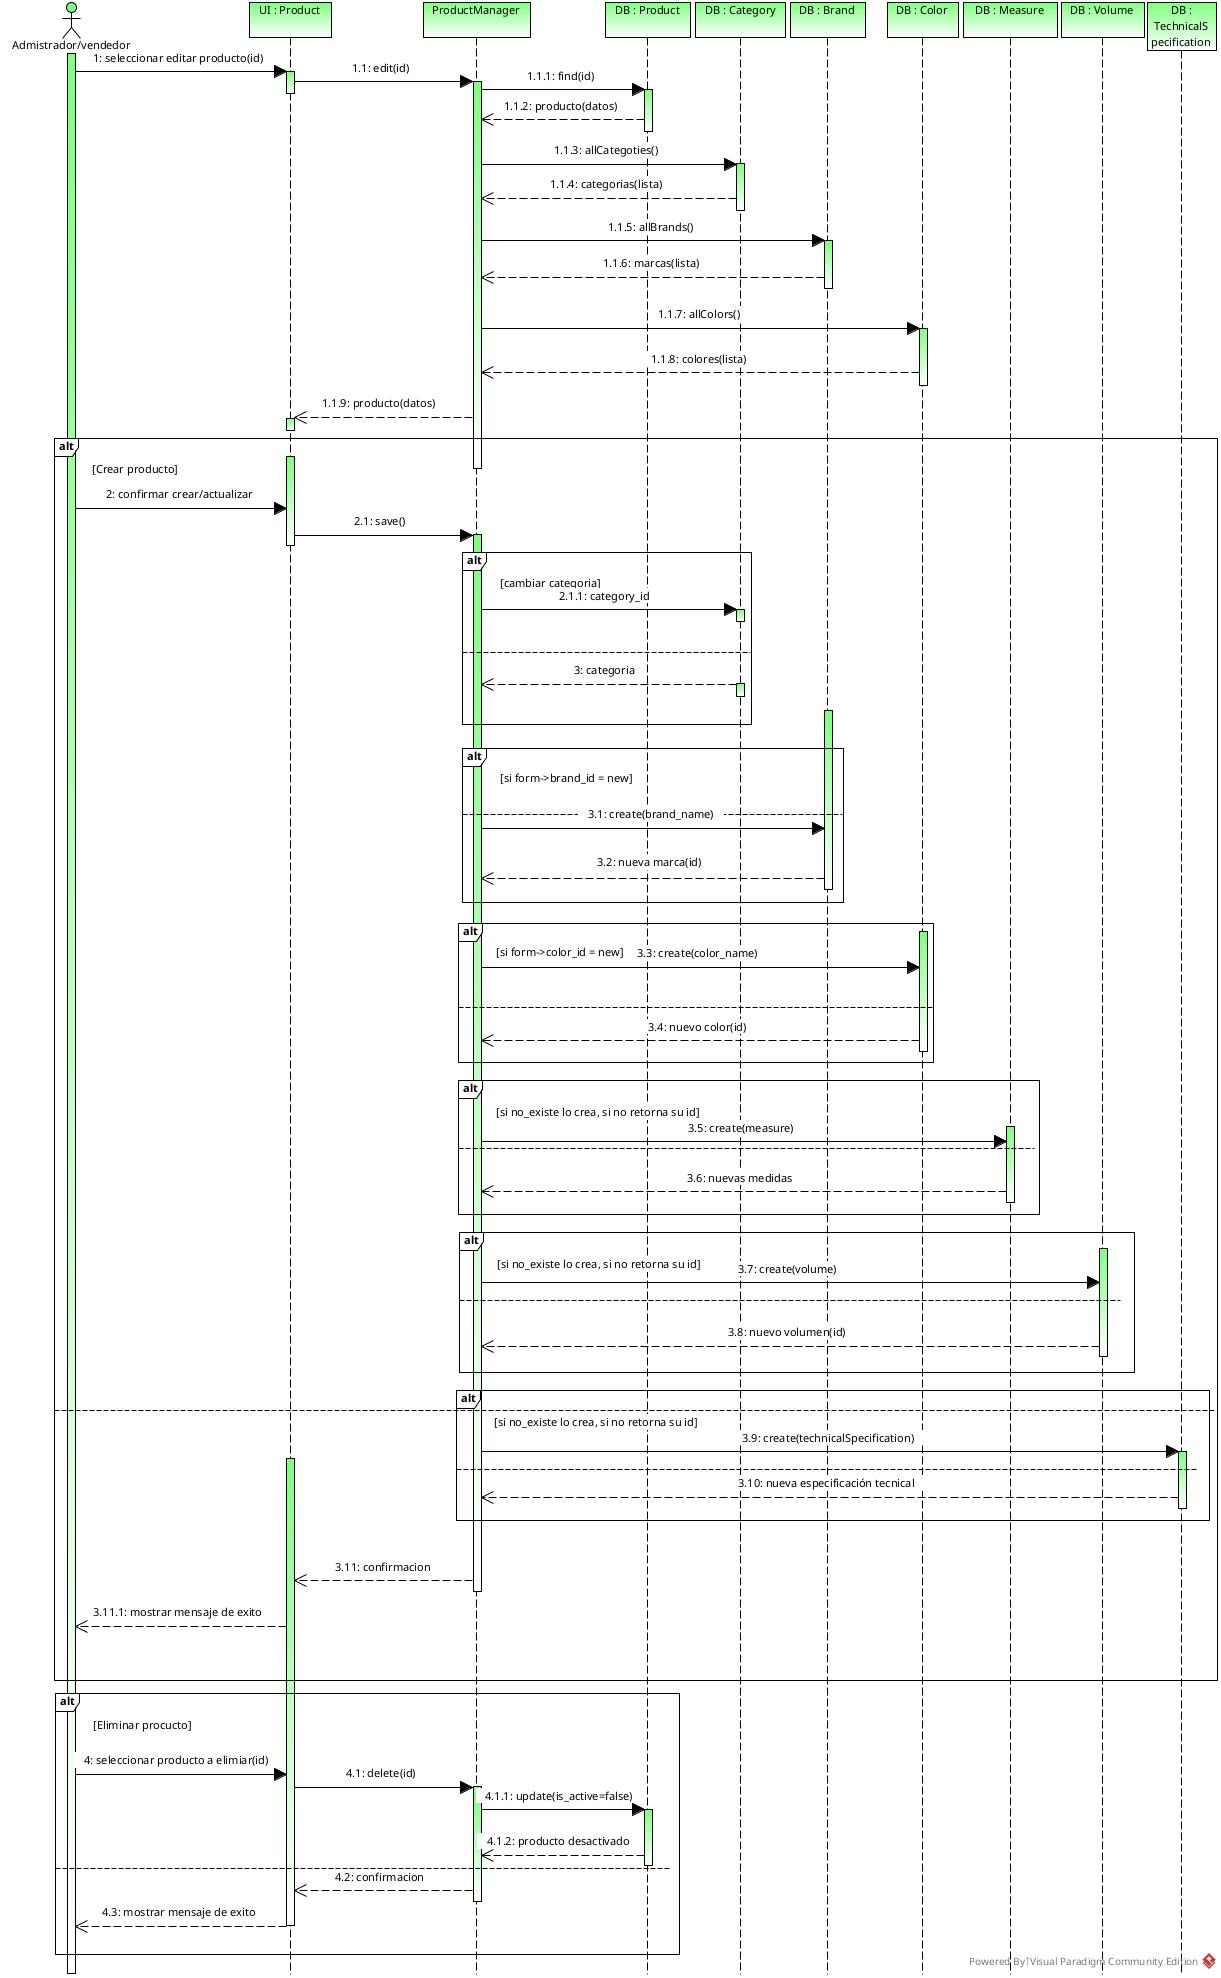 Admistrador/vendedor
UI : Product
ProductManager
DB : Product
DB : Category
DB : Brand
DB : Color
DB : Measure
DB : Volume
DB :
TechnicalS
pecification
1: seleccionar editar producto(id)
1.1: edit(id)
1.1.1: find(id)
1.1.2: producto(datos)
1.1.3: allCategoties()
1.1.4: categorias(lista)
1.1.5: allBrands()
1.1.6: marcas(lista)
1.1.7: allColors()
1.1.8: colores(lista)
1.1.9: producto(datos)
alt
[Crear producto]
2: confirmar crear/actualizar
2.1: save()
alt
[cambiar categoria]
2.1.1: category_id
3: categoria
alt
[si form->brand_id = new]
3.1: create(brand_name)
3.2: nueva marca(id)
alt
[si form->color_id = new]
3.3: create(color_name)
3.4: nuevo color(id)
alt
[si no_existe lo crea, si no retorna su id]
3.5: create(measure)
3.6: nuevas medidas
alt
[si no_existe lo crea, si no retorna su id]
3.7: create(volume)
3.8: nuevo volumen(id)
alt
[si no_existe lo crea, si no retorna su id]
3.9: create(technicalSpecification)
3.10: nueva especificación tecnical
3.11: confirmacion
3.11.1: mostrar mensaje de exito
alt
[Eliminar procucto]
4: seleccionar producto a elimiar(id)
4.1: delete(id)
4.1.1: update(is_active=false)
4.1.2: producto desactivado
4.2: confirmacion
4.3: mostrar mensaje de exito
Powered By↑Visual Paradigm Community Edition